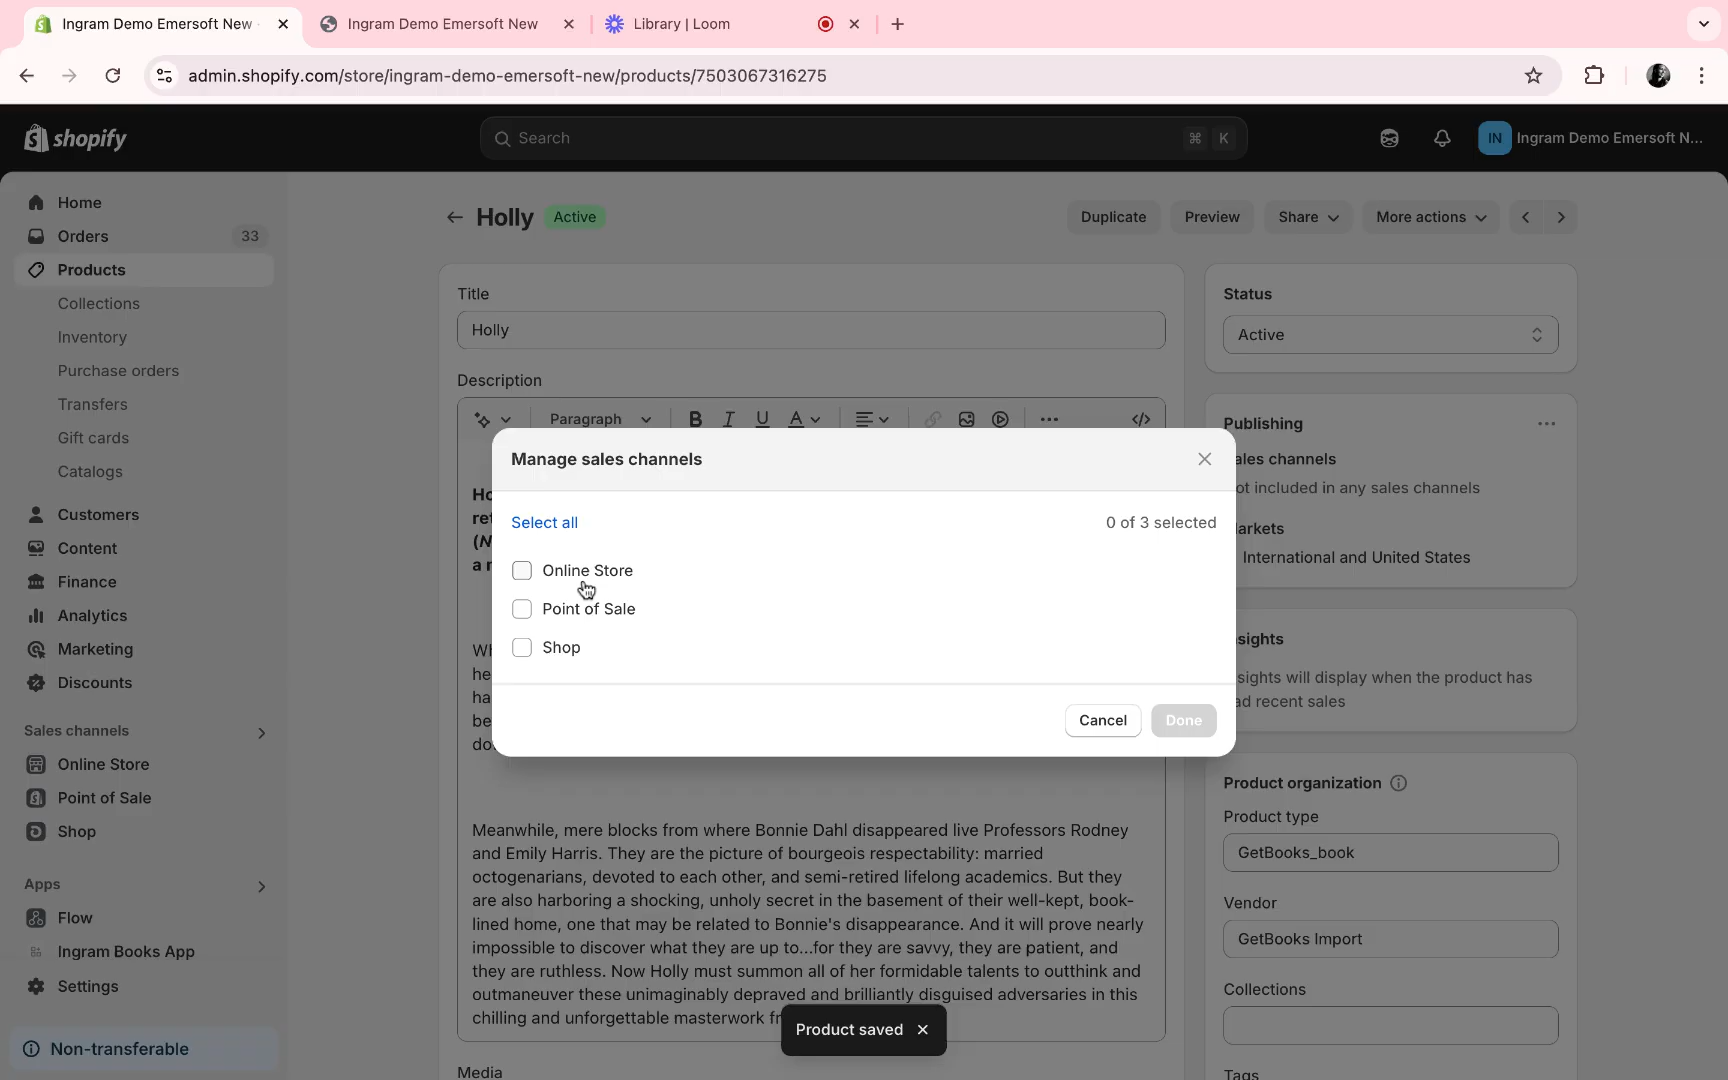 Ingram Demo Emersoft New
Ingram Demo Emersoft New
Library | Loom
admin.shopify.com/store/ingram-demo-emersoft-new/products/7503067316275
shopify
Search
⌘ K
IN
Ingram Demo Emersoft N...
Home
Orders
33
Products
Collections
Inventory
Purchase orders
Transfers
Gift cards
Catalogs
Customers
Content
Finance
Analytics
Marketing
Discounts
Sales channels
Online Store
Point of Sale
Shop
Apps
Flow
Ingram Books App
Settings
Non-transferable
Holly
Active
Duplicate
Preview
Share
More actions
Title
Holly
Description
Paragraph
B I U A
Manage sales channels
Select all
0 of 3 selected
Online Store
Point of Sale
Shop
Cancel
Done
Meanwhile, mere blocks from where Bonnie Dahl disappeared live Professors Rodney
and Emily Harris. They are the picture of bourgeois respectability: married
octogenarians, devoted to each other, and semi-retired lifelong academics. But they
are also harboring a shocking, unholy secret in the basement of their well-kept, book-
lined home, one that may be related to Bonnie's disappearance. And it will prove nearly
impossible to discover what they are up to...for they are savvy, they are patient, and
they are ruthless. Now Holly must summon all of her formidable talents to outthink and
outmaneuver these unimaginably depraved and brilliantly disguised adversaries in this
chilling and unforgettable masterwork
Product saved
Media
Status
Active
Publishing
ales channels
ot included in any sales channels
arkets
International and United States
sights
sights will display when the product has
ad recent sales
Product organization
Product type
GetBooks_book
Vendor
GetBooks Import
Collections
Tags